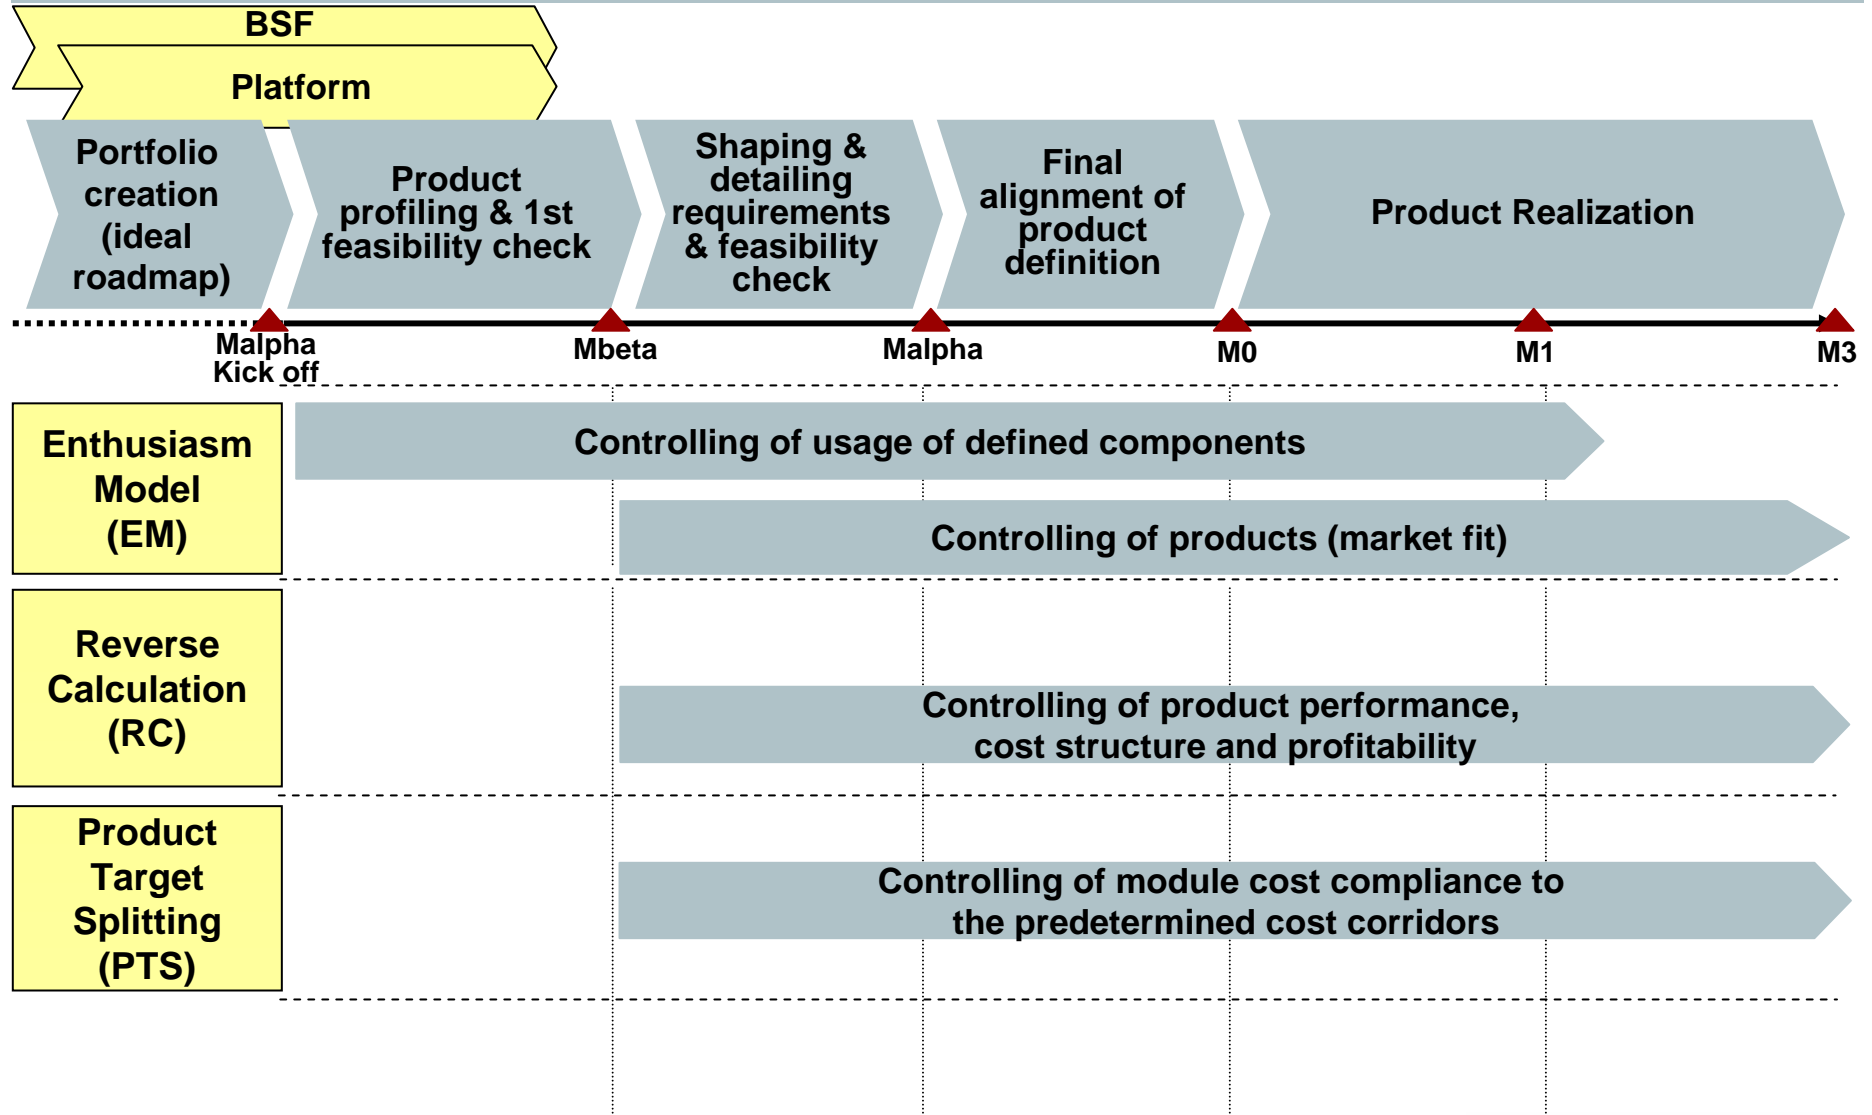 BSF
Platform
Portfolio
creation
(ideal
roadmap)
Product
profiling & 1st
feasibility check
Shaping &
detailing
requirements
& feasibility
check
Final
alignment of
product
definition
Product Realization
Malpha
Kick off
Mbeta
Malpha
M0
M1
M3
Enthusiasm
Model
(EM)
Controlling of usage of defined components
Controlling of products (market fit)
Reverse
Calculation
(RC)
Controlling of product performance,
cost structure and profitability
Product
Target
Splitting
(PTS)
Controlling of module cost compliance to
the predetermined cost corridors